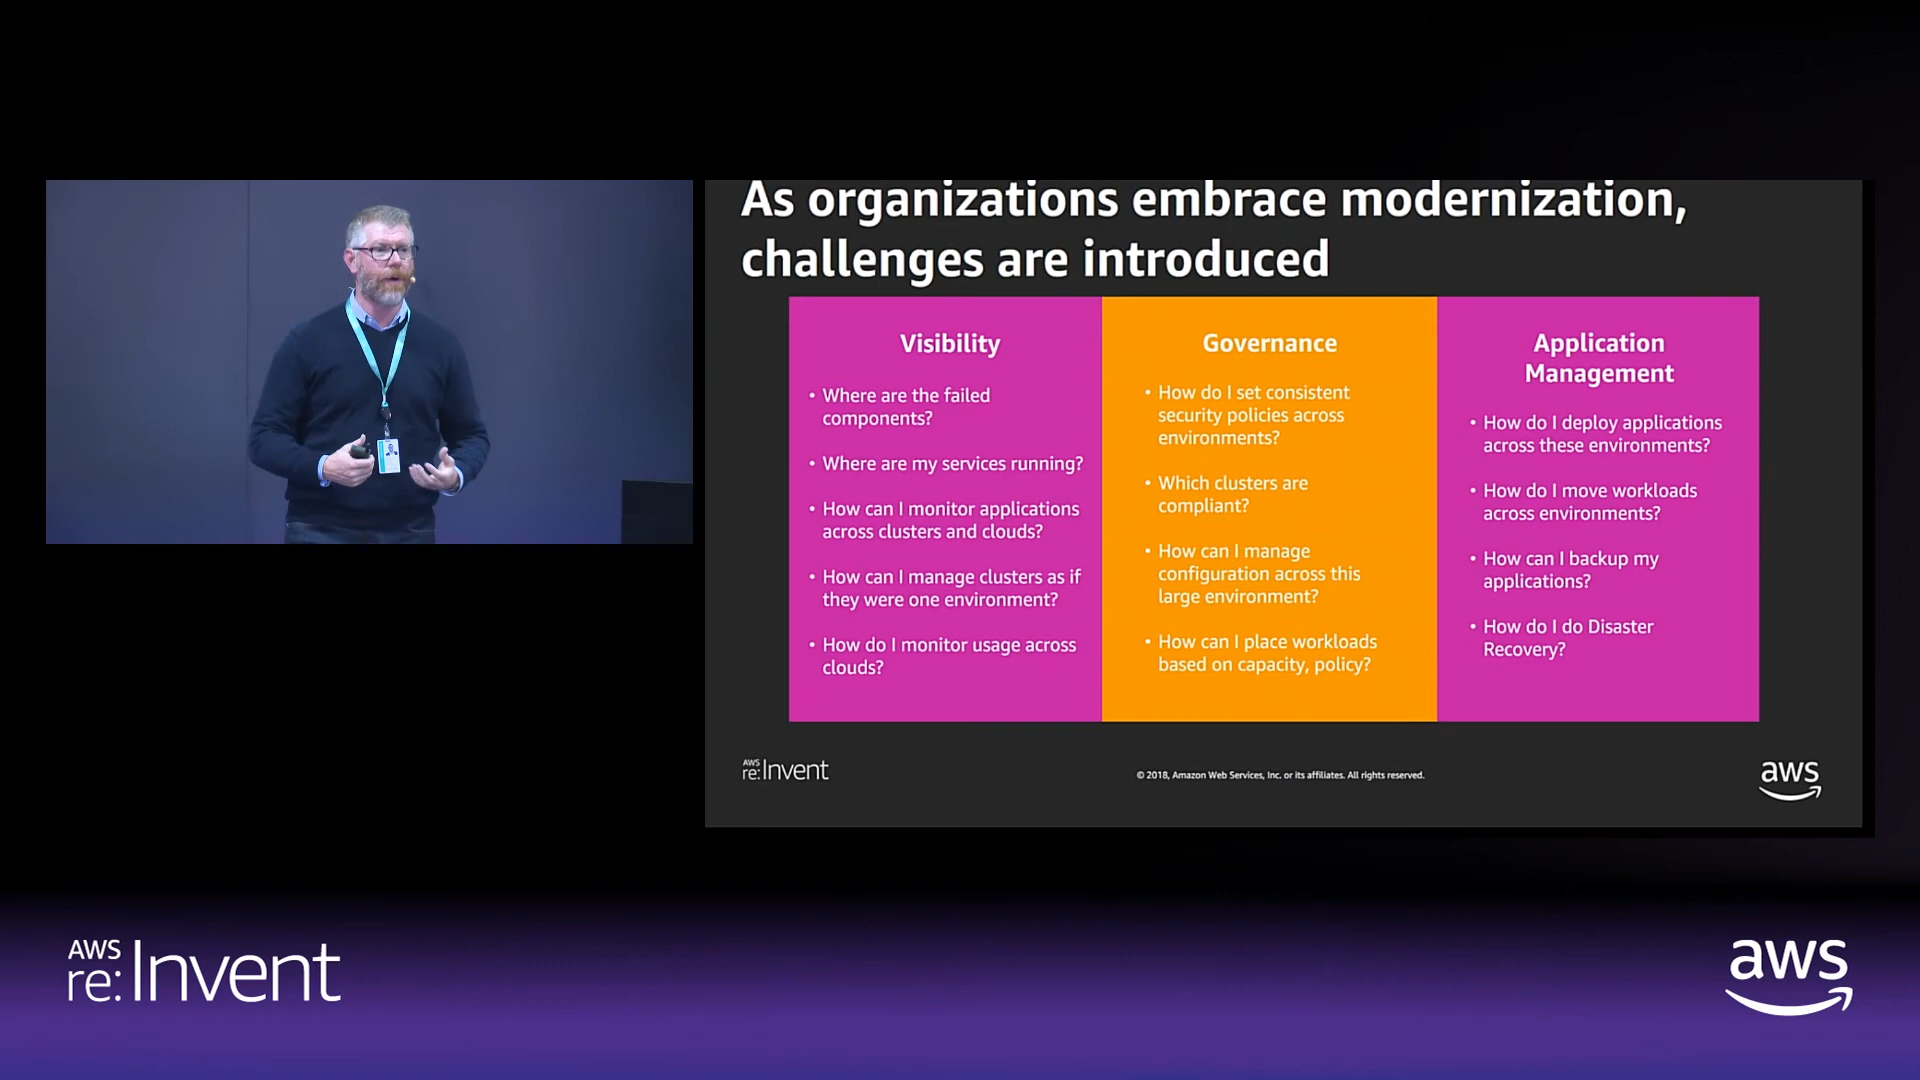 As organizations embrace modernization,
challenges are introduced
Visibility
• Where are the failed
components?
• Where are my services running?
• How can I monitor applications
across clusters and clouds?
• How can I manage clusters as if
they were one environment?
• How do I monitor usage across
clouds?
Governance
• How do I set consistent
security policies across
environments?
• Which clusters are
compliant?
• How can I manage
configuration across this
large environment?
• How can I place workloads
based on capacity, policy?
Application
Management
• How do I deploy applications
across these environments?
• How do I move workloads
across environments?
• How can I backup my
applications?
• How do I do Disaster
Recovery?
AWS
re:Invent
© 2018, Amazon Web Services, Inc. or its affiliates. All rights reserved.
aws
AWS
re:Invent
aws